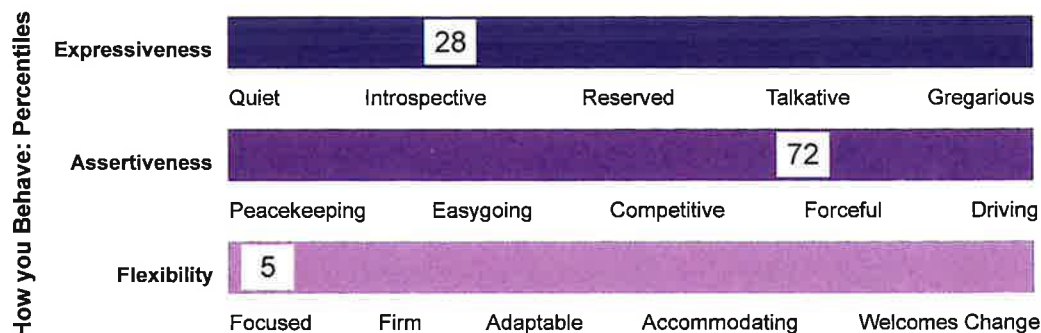 How you Behave: Percentiles
Expressiveness
28
Quiet Introspective Reserved Talkative Gregarious
Assertiveness
72
Peacekeeping Easygoing Competitive Forceful Driving
Flexibility
5
Focused Firm Adaptable Accommodating Welcomes Change